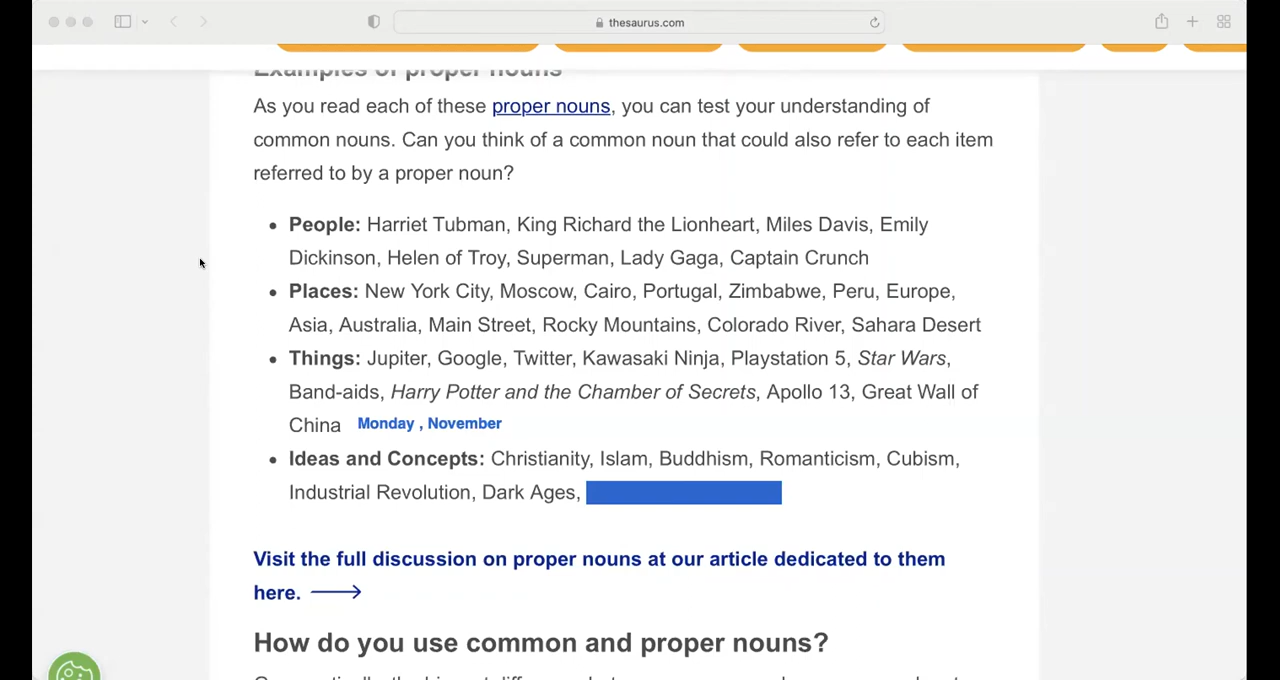 thesaurus.com
Examples of proper nouns
As you read each of these proper nouns, you can test your understanding of
common nouns. Can you think of a common noun that could also refer to each item
referred to by a proper noun?
• People: Harriet Tubman, King Richard the Lionheart, Miles Davis, Emily
Dickinson, Helen of Troy, Superman, Lady Gaga, Captain Crunch
• Places: New York City, Moscow, Cairo, Portugal, Zimbabwe, Peru, Europe,
Asia, Australia, Main Street, Rocky Mountains, Colorado River, Sahara Desert
• Things: Jupiter, Google, Twitter, Kawasaki Ninja, Playstation 5, Star Wars,
Band-aids, Harry Potter and the Chamber of Secrets, Apollo 13, Great Wall of
China Monday , November
• Ideas and Concepts: Christianity, Islam, Buddhism, Romanticism, Cubism,
Industrial Revolution, Dark Ages,
Visit the full discussion on proper nouns at our article dedicated to them
here. →
How do you use common and proper nouns?